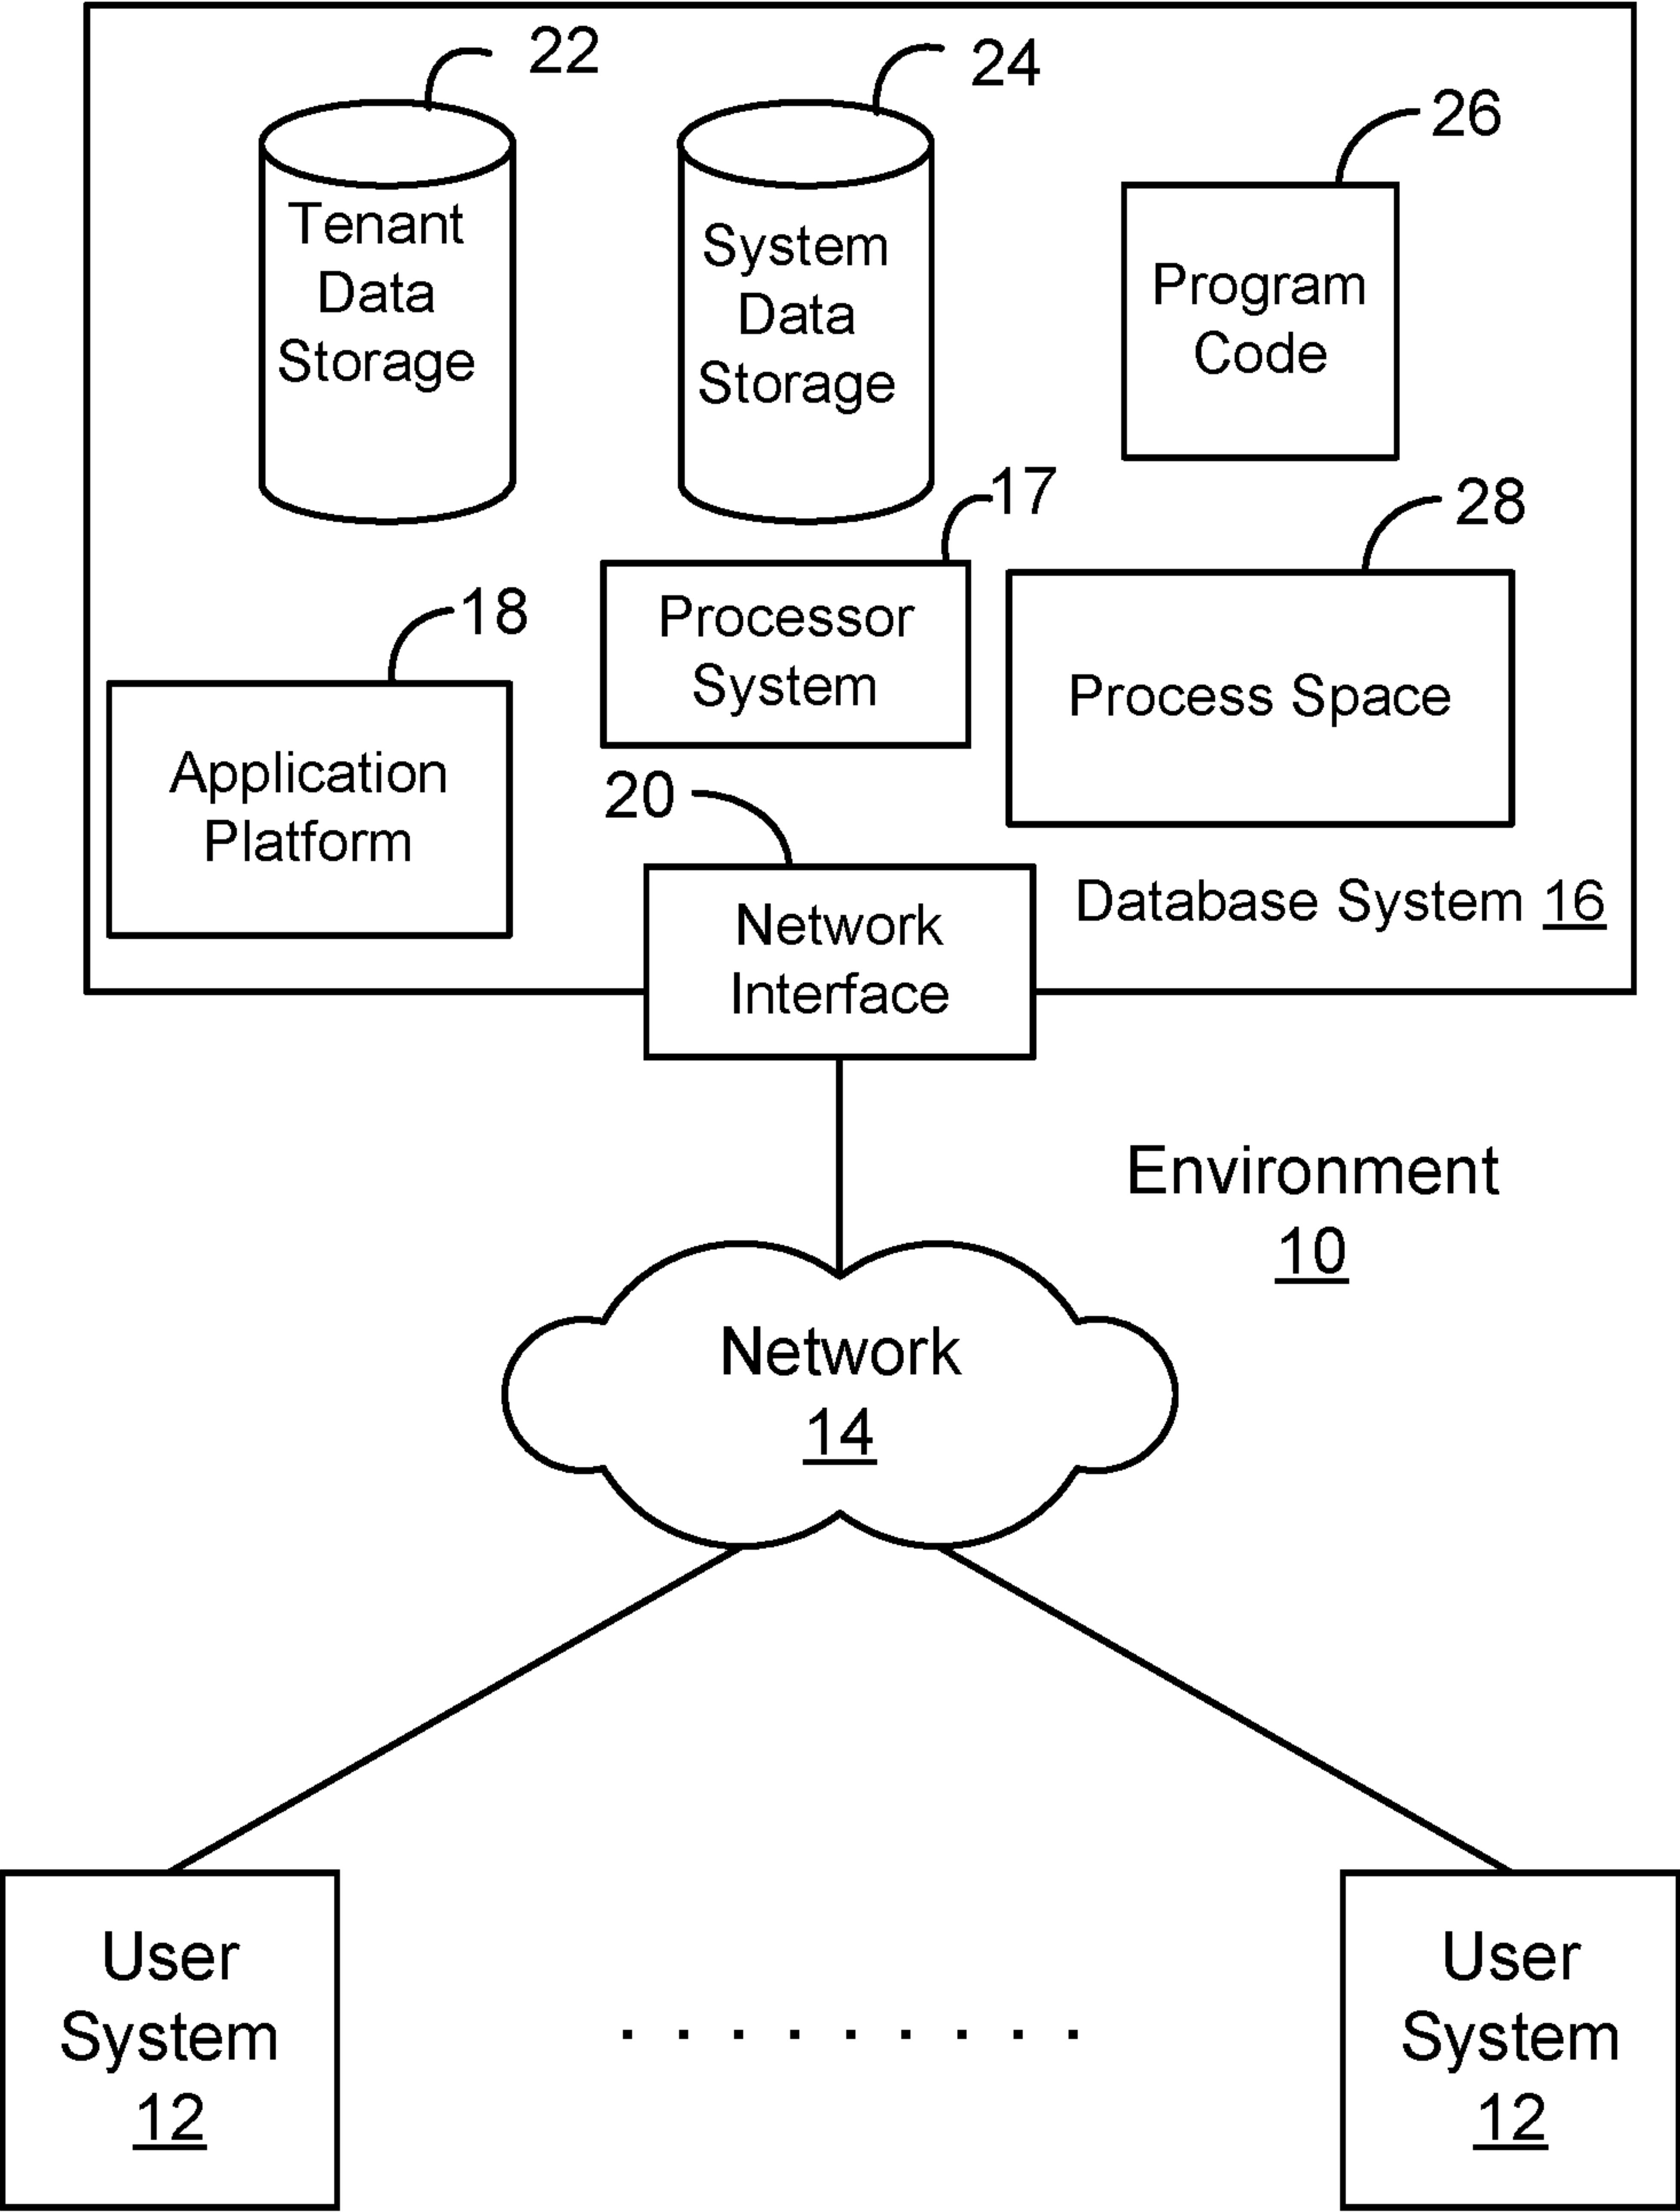 22
24
26
Tenant
Data
Storage
System
Data
Storage
Program
Code
17
28
18
Processor
System
Process Space
Application
Platform
20
Database System 16
Network
Interface
Environment
10
Network
14
User
System
12
User
System
12